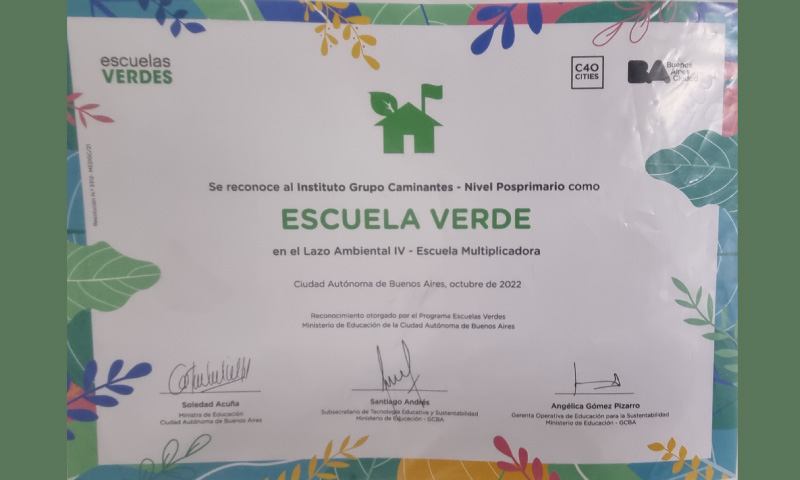 escuelas
VERDES
C40
CITIES
BA
Buenos
Aires
Ciudad
Se reconoce al Instituto Grupo Caminantes - Nivel Posprimario como
ESCUELA VERDE
en el Lazo Ambiental IV - Escuela Multiplicadora
Ciudad Autónoma de Buenos Aires, octubre de 2022
Reconocimiento otorgado por el Programa Escuelas Verdes
Ministerio de Educación de la Ciudad Autónoma de Buenos Aires
Soledad Acuña
Ministra de Educación
Ciudad Autónoma de Buenos Aires
Santiago Andrés
Subsecretario de Tecnología Educativa y Sustentabilidad
Ministerio de Educación - GCBA
Angélica Gómez Pizarro
Gerenta Operativa de Educación para la Sustentabilidad
Ministerio de Educación - GCBA